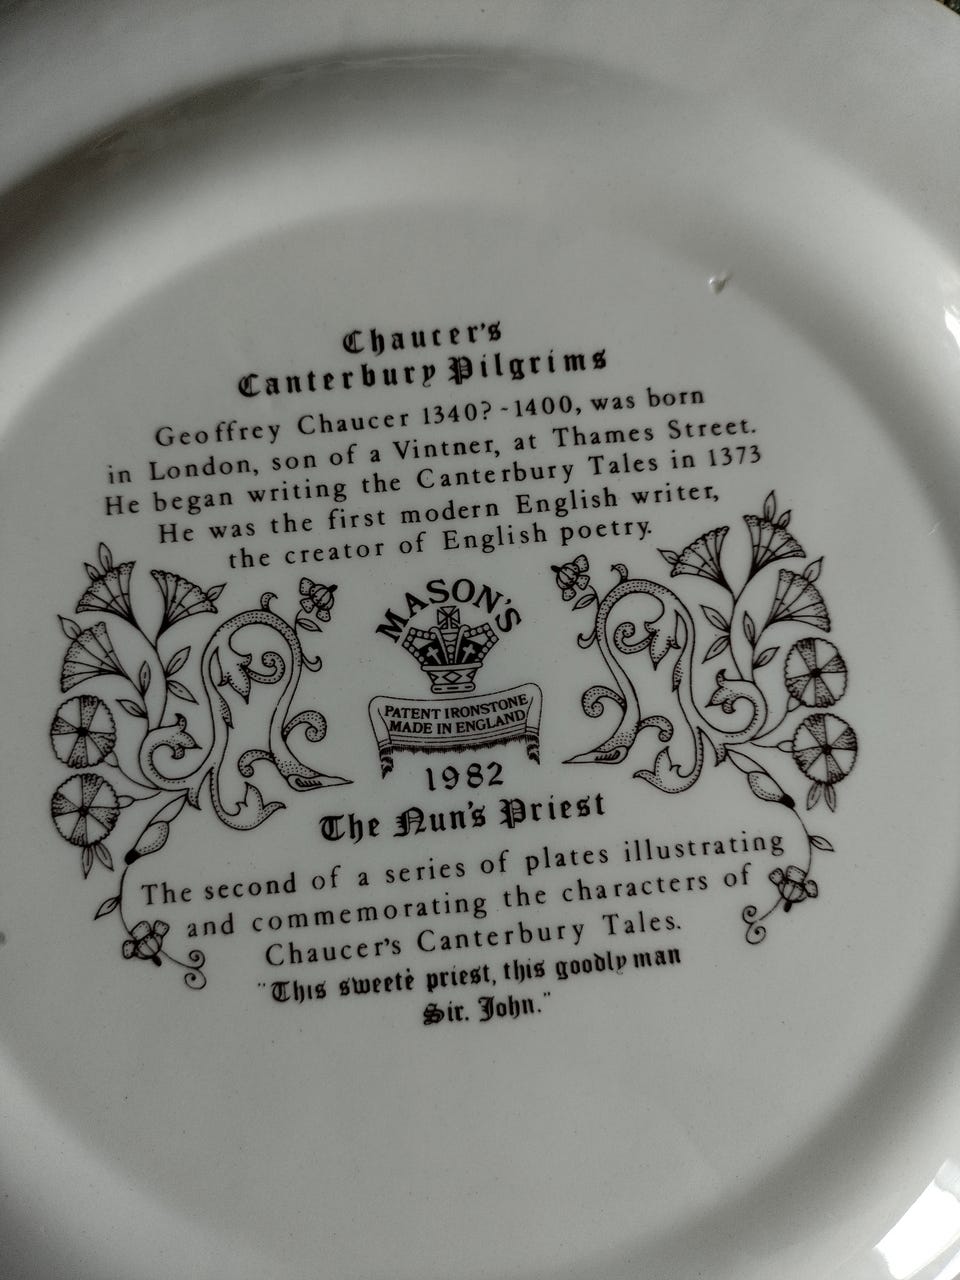 Chaucer's
Canterbury Pilgrims
Geoffrey Chaucer 1340? -1400, was born
in London, son of a Vintner, at Thames Street.
He began writing the Canterbury Tales in 1373
He was the first modern English writer,
the creator of English poetry.
MASON'S
PATENT IRONSTONE
MADE IN ENGLAND
1982
The Nun's Priest
The second of a series of plates illustrating
and commemorating the characters of
Chaucer's Canterbury Tales.
"This sweetè priest, this goodly man
Sir. John."